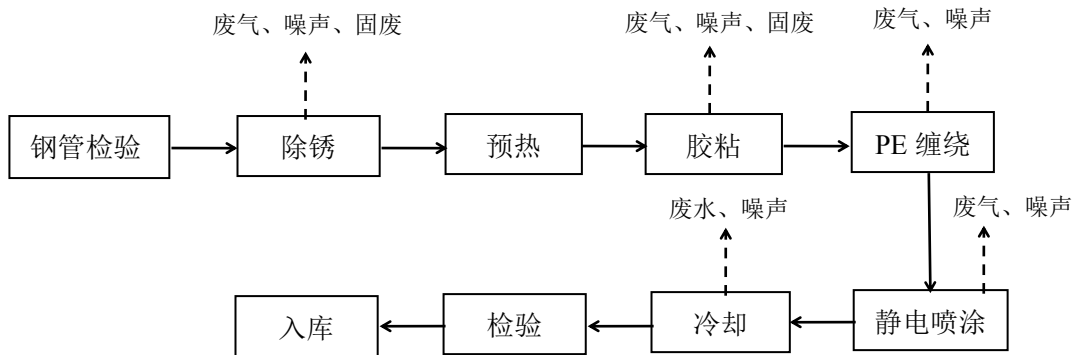 废气、噪声、固废
废气、噪声、固废
废气、噪声
钢管检验
除锈
预热
胶粘
PE 缠绕
废水、噪声
废气、噪声
入库
检验
冷却
静电喷涂